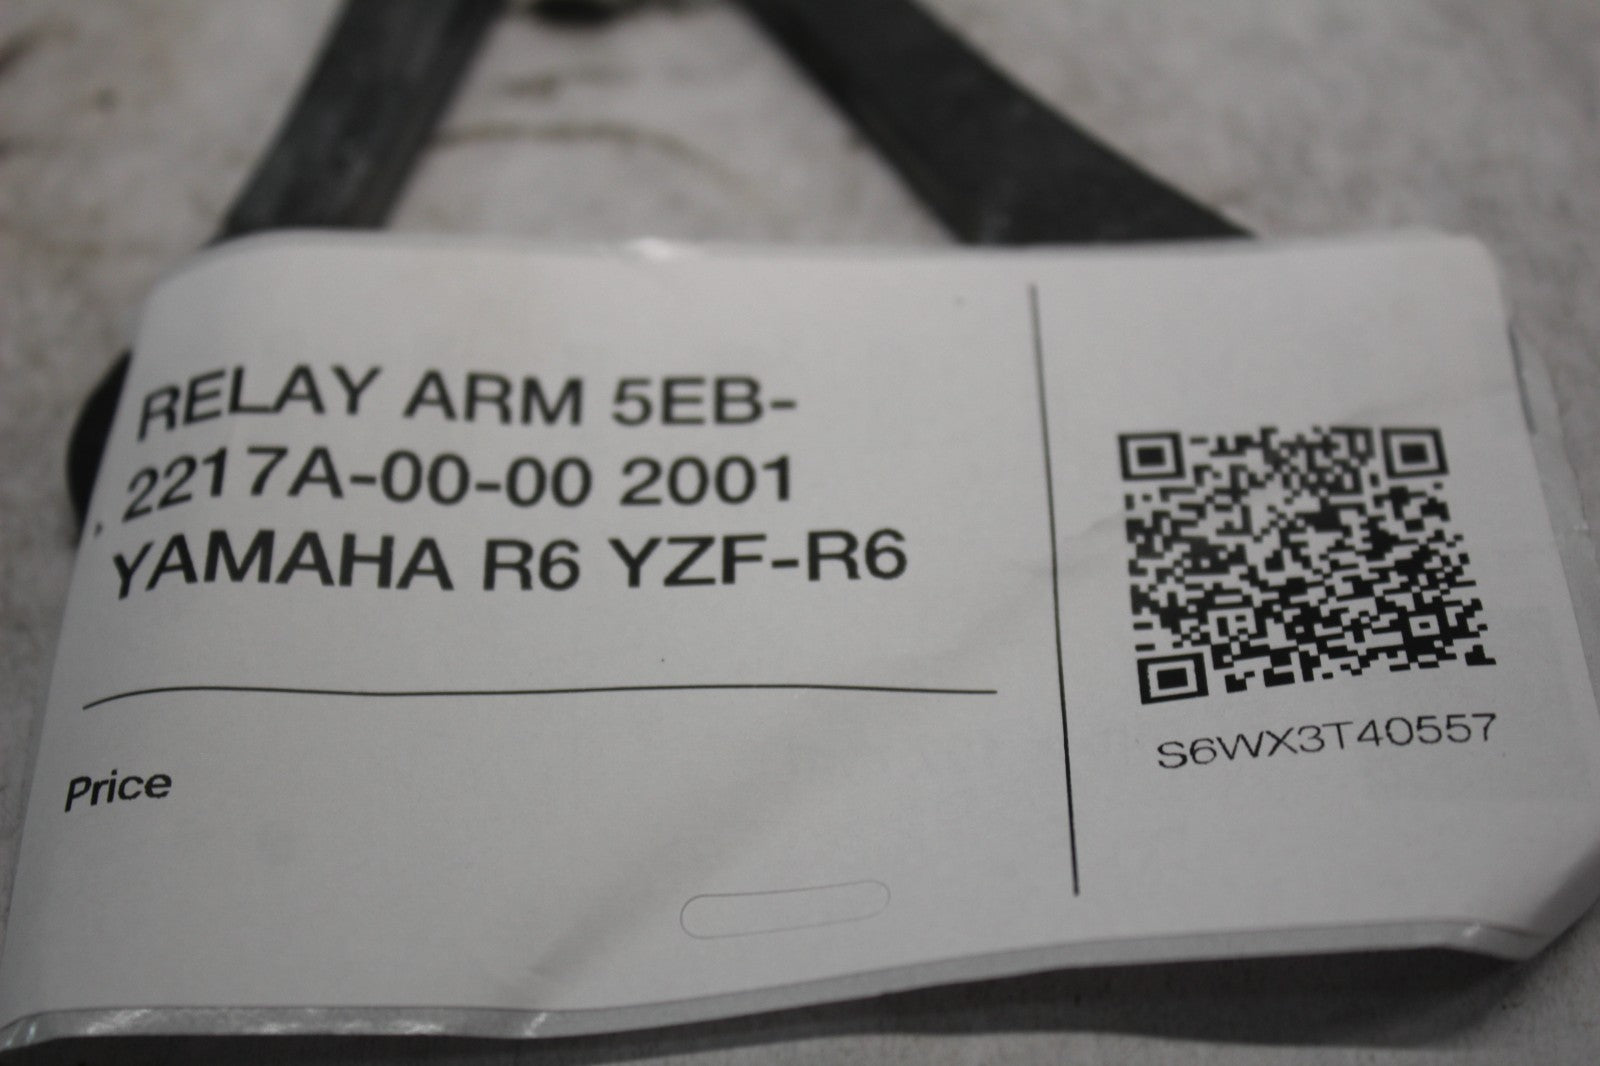 RELAY ARM 5EB-
2217A-00-00 2001
YAMAHA R6 YZF-R6
Price
S6WX3T40557